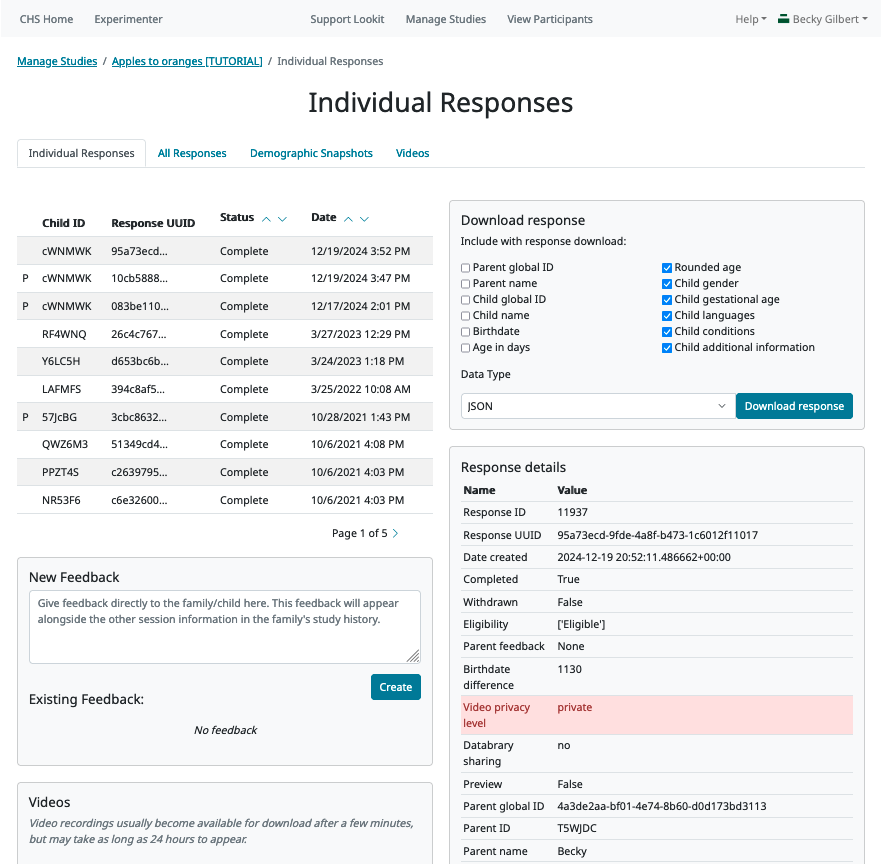 CHS Home Experimenter Support Lookit Manage Studies View Participants Help Becky Gilbert
Manage Studies / Apples to oranges [TUTORIAL] / Individual Responses
Individual Responses
Individual Responses All Responses Demographic Snapshots Videos
Child ID Response UUID Status Date
cWNMWK 95a73ecd... Complete 12/19/2024 3:52 PM
P cWNMWK 10cb5888... Complete 12/19/2024 3:47 PM
P cWNMWK 083be110... Complete 12/17/2024 2:01 PM
RF4WNQ 26c4c767... Complete 3/27/2023 12:29 PM
Y6LC5H d653bc6b... Complete 3/24/2023 1:18 PM
LAFMFS 394c8af5... Complete 3/25/2022 10:08 AM
P 57JcBG 3cbc8632... Complete 10/28/2021 1:43 PM
QWZ6M3 51349cd4... Complete 10/6/2021 4:08 PM
PPZT4S c2639795... Complete 10/6/2021 4:03 PM
NR53F6 c6e32600... Complete 10/6/2021 4:03 PM
Page 1 of 5
New Feedback
Give feedback directly to the family/child here. This feedback will appear
alongside the other session information in the family's study history.
Create
Existing Feedback:
No feedback
Videos
Video recordings usually become available for download after a few minutes,
but may take as long as 24 hours to appear.
Download response
Include with response download:
Parent global ID Rounded age
Parent name Child gender
Child global ID Child gestational age
Child name Child languages
Birthdate Child conditions
Age in days Child additional information
Data Type
JSON Download response
Response details
Name Value
Response ID 11937
Response UUID 95a73ecd-9fde-4a8f-b473-1c6012f11017
Date created 2024-12-19 20:52:11.486662+00:00
Completed True
Withdrawn False
Eligibility ['Eligible']
Parent feedback None
Birthdate 1130
difference
Video privacy private
level
Databrary no
sharing
Preview False
Parent global ID 4a3de2aa-bf01-4e74-8b60-d0d173bd3113
Parent ID T5WJDC
Parent name Becky